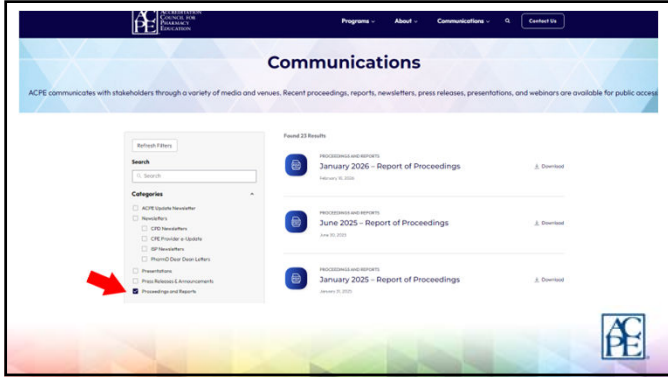 ACCREDITATION
COUNCIL FOR
PHARMACY
EDUCATION
ACPE
Programs
About
Communications
Contact Us
Communications
ACPE communicates with stakeholders through a variety of media and venues. Recent proceedings, reports, newsletters, press releases, presentations, and webinars are available for public access
Refresh Filters
Search
Search
Categories
ACPE Update Newsletter
Newsletters
CPD Newsletters
CPE Provider e-Update
ISP Newsletters
PharmD Dear Dean Letters
Presentations
Press Releases & Announcements
Proceedings and Reports
Found 23 Results
PROCEEDINGS AND REPORTS
January 2026 – Report of Proceedings
Download
PROCEEDINGS AND REPORTS
June 2025 – Report of Proceedings
Download
June 30, 2025
PROCEEDINGS AND REPORTS
January 2025 – Report of Proceedings
Download
January 31, 2025
ACPE